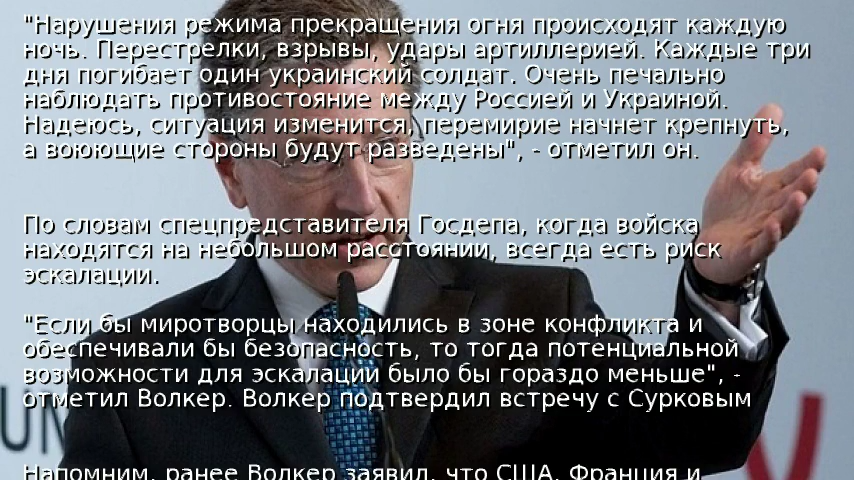 "Нарушения режима прекращения огня происходят каждую
ночь. Перестрелки, взрывы, удары артиллерией. Каждые три
дня погибает один украинский солдат. Очень печально
наблюдать противостояние между Россией и Украиной.
Надеюсь, ситуация изменится, перемирие начнет крепнуть,
а воюющие стороны будут разведены", - отметил он.
По словам спецпредставителя Госдепа, когда войска
находятся на небольшом расстоянии, всегда есть риск
эскалации.
"Если бы миротворцы находились в зоне конфликта и
обеспечивали бы безопасность, то тогда потенциальной
возможности для эскалации было бы гораздо меньше", -
отметил Волкер. Волкер подтвердил встречу с Сурковым
UM
Напомним, ранее Волкер заявил, что США, Франция и